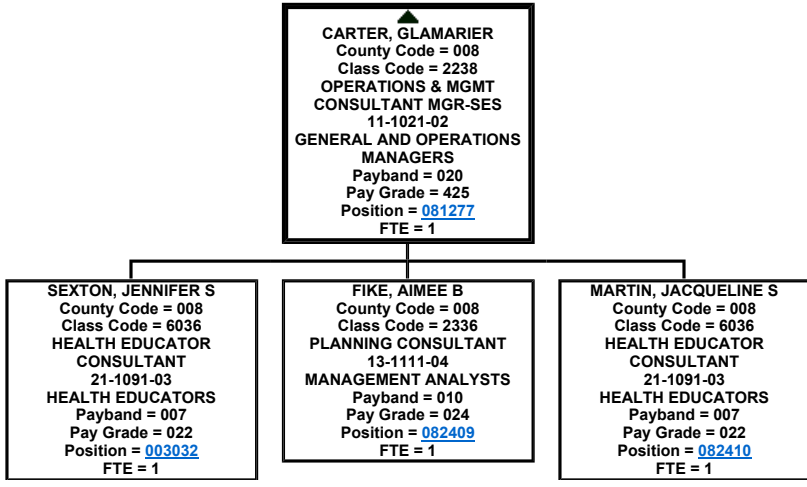 CARTER, GLAMARIER
County Code = 008
Class Code = 2238
OPERATIONS & MGMT
CONSULTANT MGR-SES
11-1021-02
GENERAL AND OPERATIONS
MANAGERS
Payband = 020
Pay Grade = 425
Position = 081277
FTE = 1
SEXTON, JENNIFER S
County Code = 008
Class Code = 6036
HEALTH EDUCATOR
CONSULTANT
21-1091-03
HEALTH EDUCATORS
Payband = 007
Pay Grade = 022
Position = 003032
FTE = 1
FIKE, AIMEE B
County Code = 008
Class Code = 2336
PLANNING CONSULTANT
13-1111-04
MANAGEMENT ANALYSTS
Payband = 010
Pay Grade = 024
Position = 082409
FTE = 1
MARTIN, JACQUELINE S
County Code = 008
Class Code = 6036
HEALTH EDUCATOR
CONSULTANT
21-1091-03
HEALTH EDUCATORS
Payband = 007
Pay Grade = 022
Position = 082410
FTE = 1